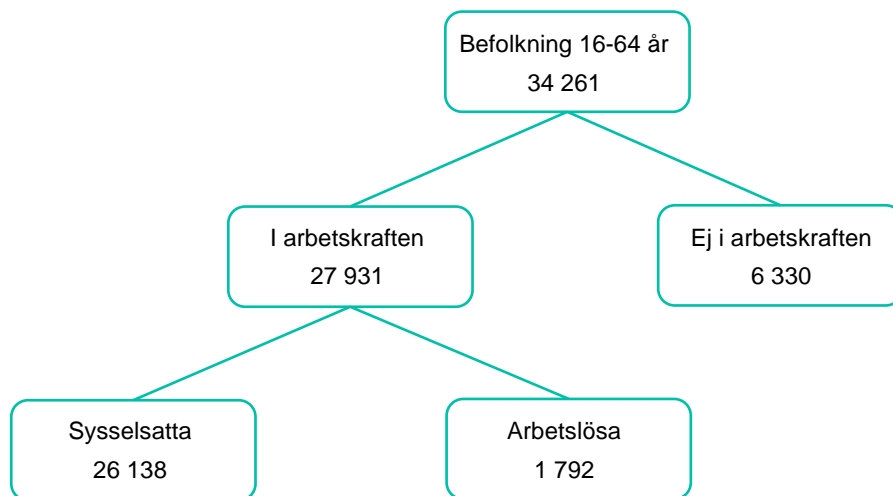 Befolkning 16-64 år
34 261
I arbetskraften
27 931
Ej i arbetskraften
6 330
Sysselsatta
26 138
Arbetslösa
1 792